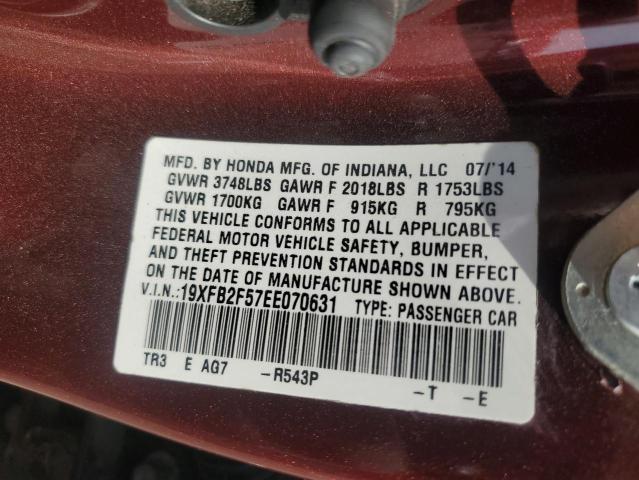 MFD. BY HONDA MFG. OF INDIANA, LLC 07/'14
GVWR 3748LBS GAWR F 2018LBS R 1753LBS
GVWR 1700KG GAWR F 915KG R 795KG
THIS VEHICLE CONFORMS TO ALL APPLICABLE
FEDERAL MOTOR VEHICLE SAFETY, BUMPER,
AND THEFT PREVENTION STANDARDS IN EFFECT
ON THE DATE OF MANUFACTURE SHOWN ABOVE.
V.I.N.:19XFB2F57EE070631 TYPE: PASSENGER CAR
TR3 E AG7 -R543P -T -E